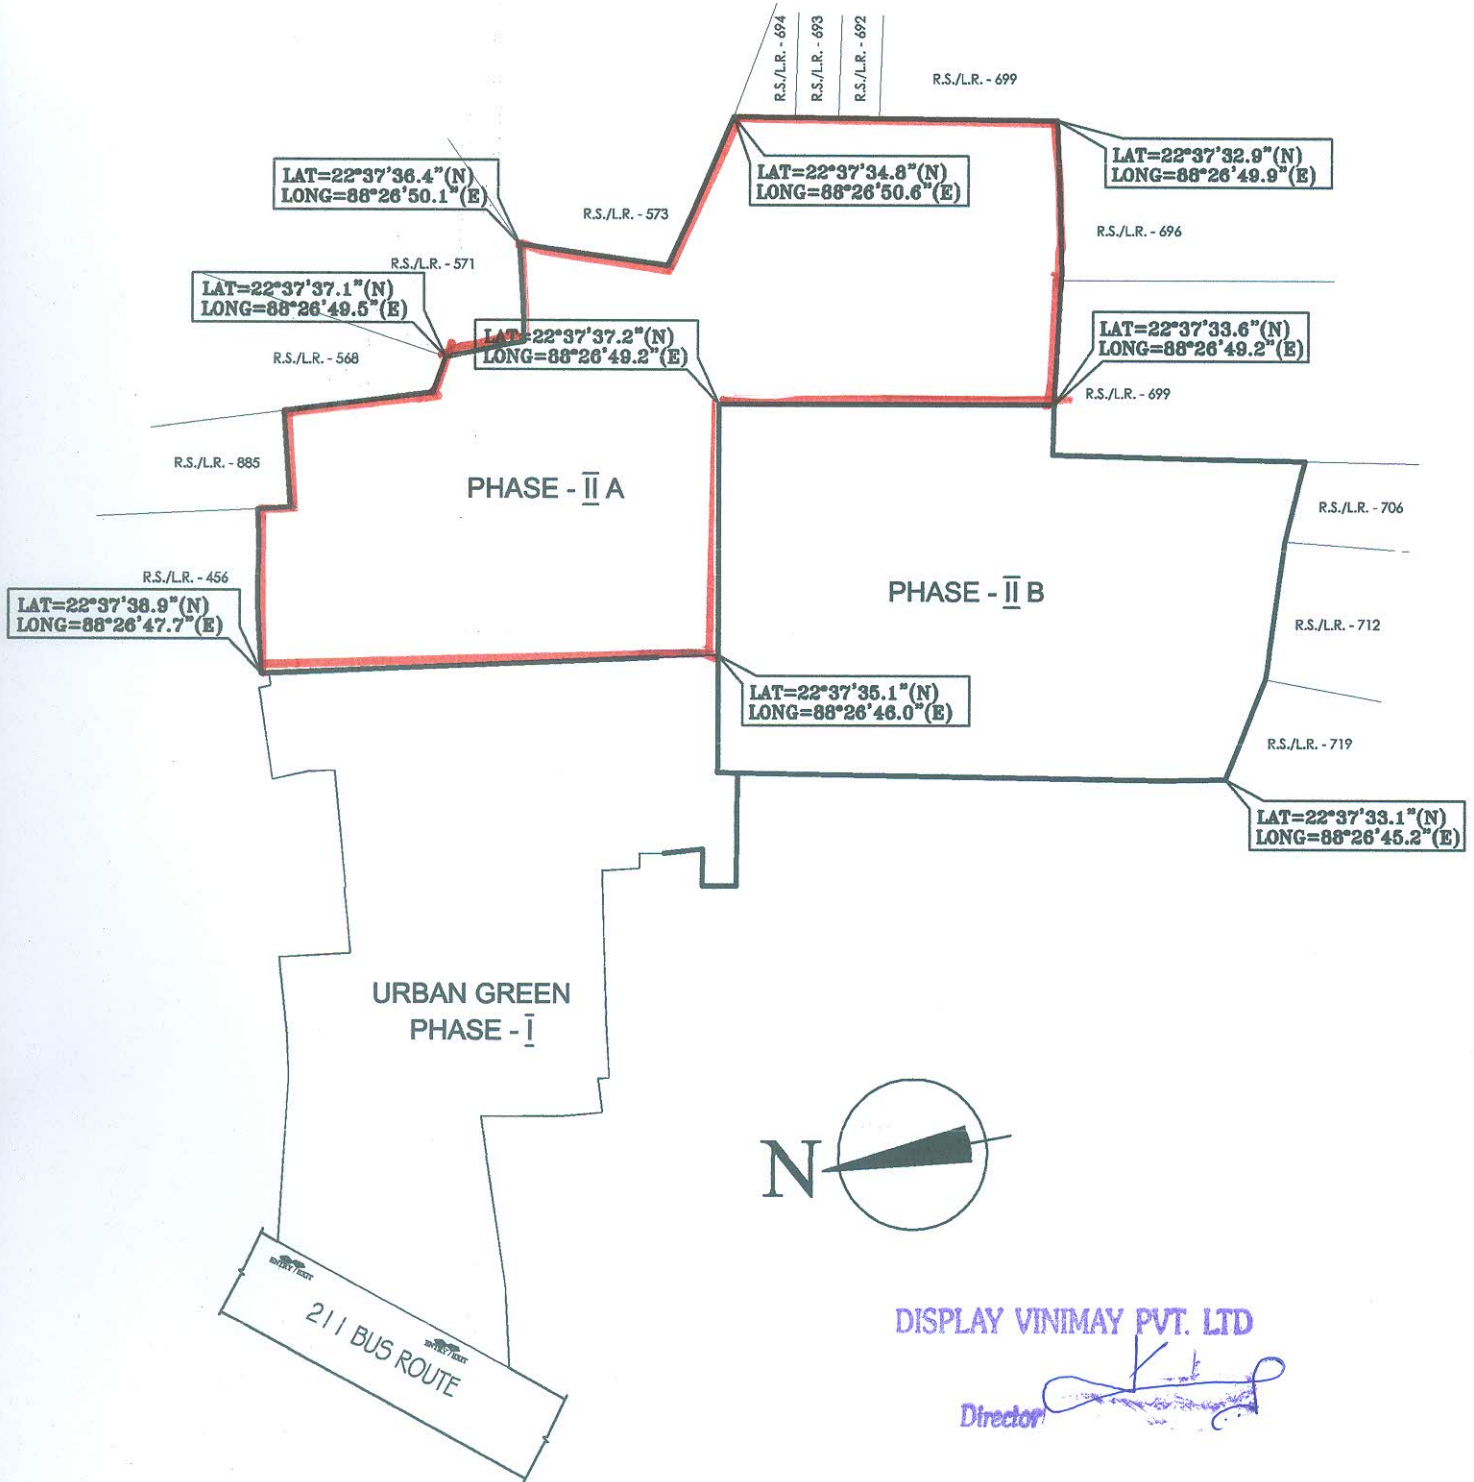 R.S./L.R. - 694
R.S./L.R. - 693
R.S./L.R. - 692
R.S./L.R. - 699
LAT=22°37'36.4"(N)
LONG=88°26'50.1"(E)
R.S./L.R. - 573
LAT=22°37'34.8"(N)
LONG=88°26'50.6"(E)
LAT=22°37'32.9"(N)
LONG=88°26'49.9"(E)
R.S./L.R. - 696
R.S./L.R. - 571
LAT=22°37'37.1"(N)
LONG=88°26'49.5"(E)
R.S./L.R. - 568
LAT=22°37'37.2"(N)
LONG=88°26'49.2"(E)
LAT=22°37'33.6"(N)
LONG=88°26'49.2"(E)
R.S./L.R. - 699
R.S./L.R. - 885
PHASE - II A
R.S./L.R. - 706
R.S./L.R. - 456
LAT=22°37'38.9"(N)
LONG=88°26'47.7"(E)
PHASE - II B
R.S./L.R. - 712
LAT=22°37'35.1"(N)
LONG=88°26'46.0"(E)
R.S./L.R. - 719
LAT=22°37'33.1"(N)
LONG=88°26'45.2"(E)
URBAN GREEN
PHASE - I
N
ENTRY / EXIT
211 BUS ROUTE
ENTRY / EXIT
DISPLAY VINIMAY PVT. LTD
Director